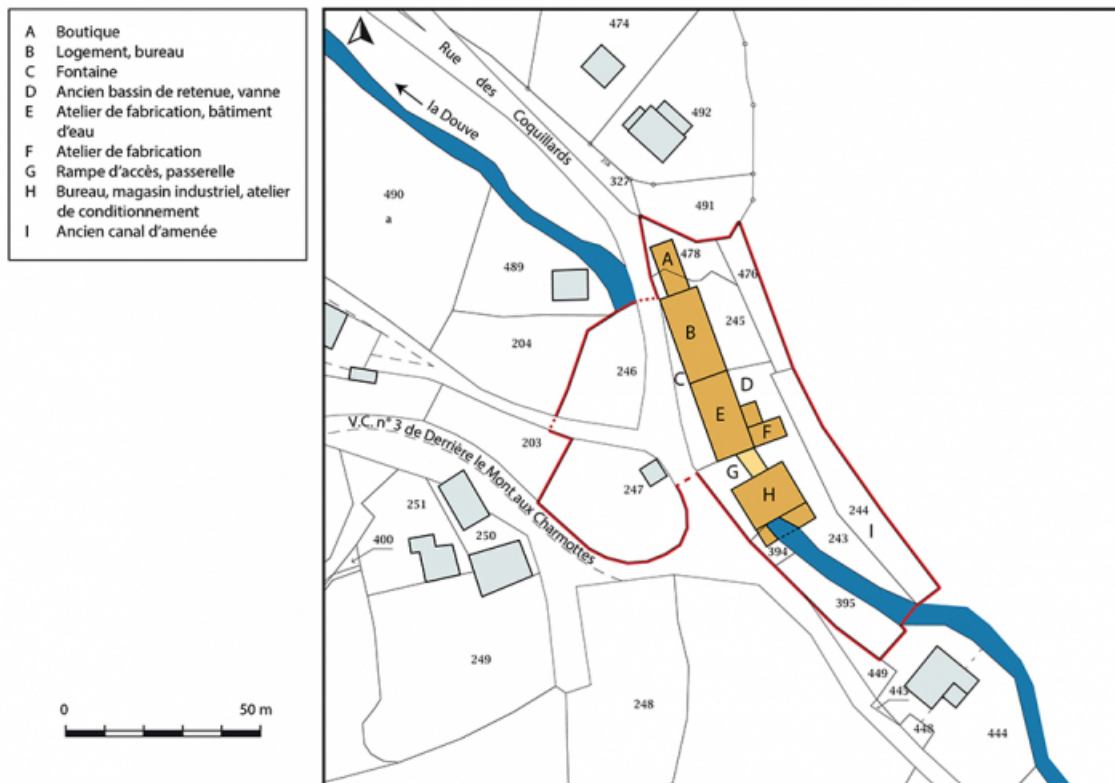 A Boutique
B Logement, bureau
C Fontaine
D Ancien bassin de retenue, vanne
E Atelier de fabrication, bâtiment
d'eau
F Atelier de fabrication
G Rampe d'accès, passerelle
H Bureau, magasin industriel, atelier
de conditionnement
I Ancien canal d'amenée
0 50 m
474
Rue des Coquillards
492
la Douve
327
491
490
a
489
A
478
476
B
245
204
246
C
D
E
F
203
V.C. n° 3 de Derrière le Mont aux Charmottes
247
G
H
244
251
250
400
394
243
I
395
249
449
443
248
448
444